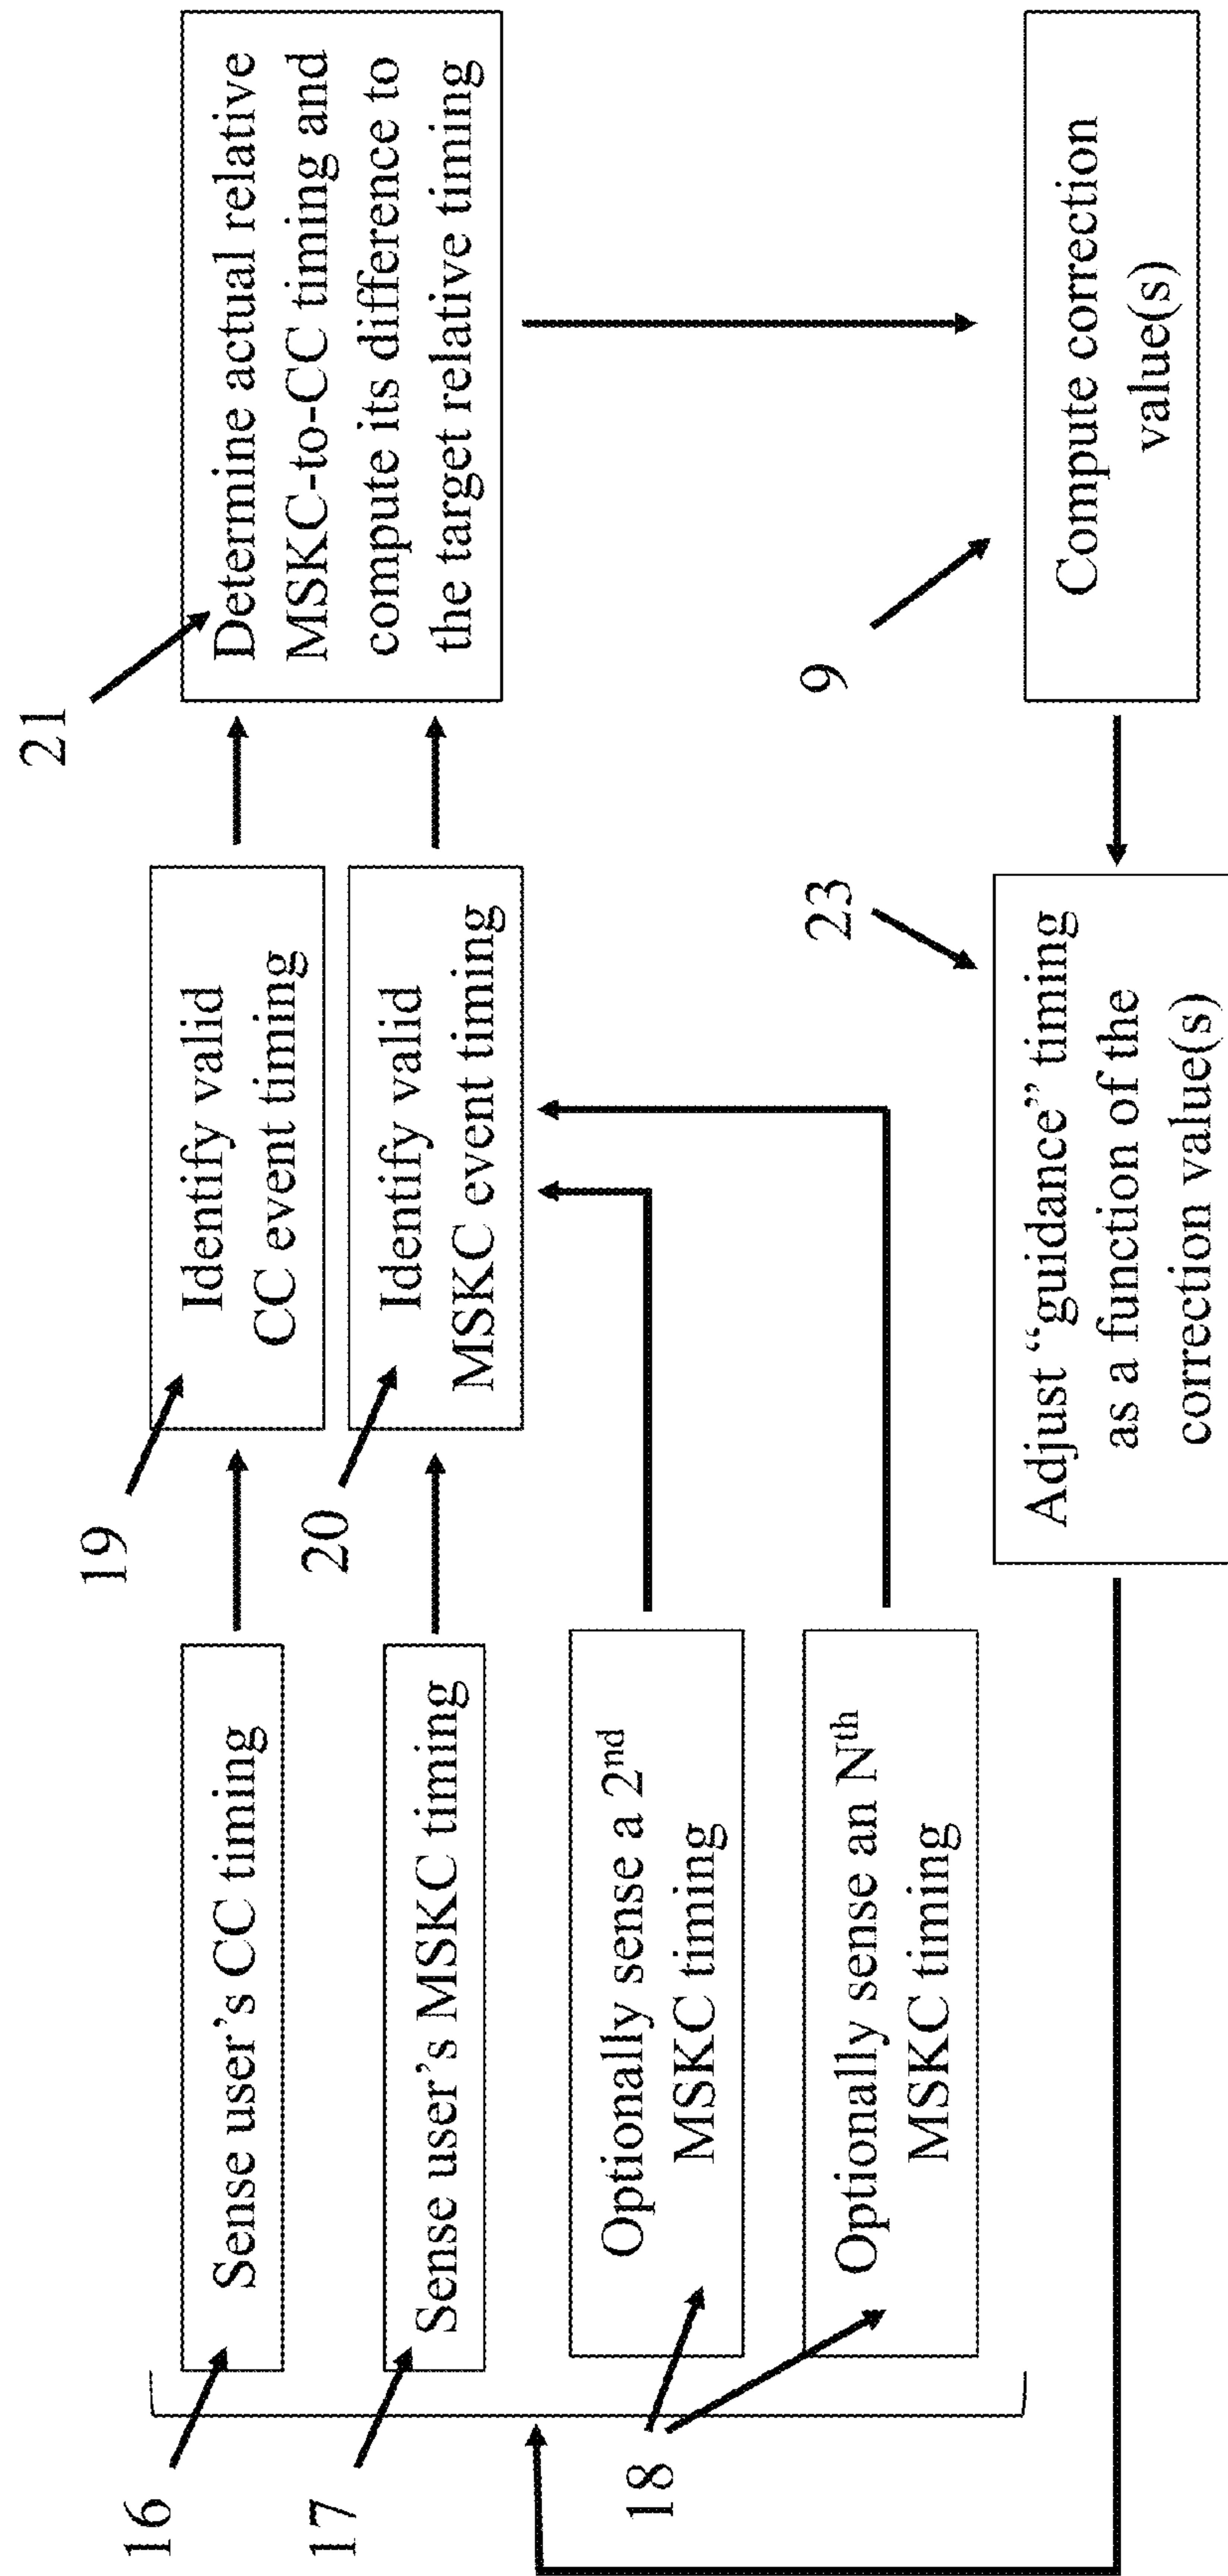 16
Sense user's CC timing
17
Sense user's MSKC timing
18
Optionally sense a 2nd
MSKC timing
Optionally sense an Nth
MSKC timing
19
Identify valid
CC event timing
20
Identify valid
MSKC event timing
21
Determine actual relative
MSKC-to-CC timing and
compute its difference to
the target relative timing
9
Compute correction
value(s)
23
Adjust “guidance” timing
as a function of the
correction value(s)